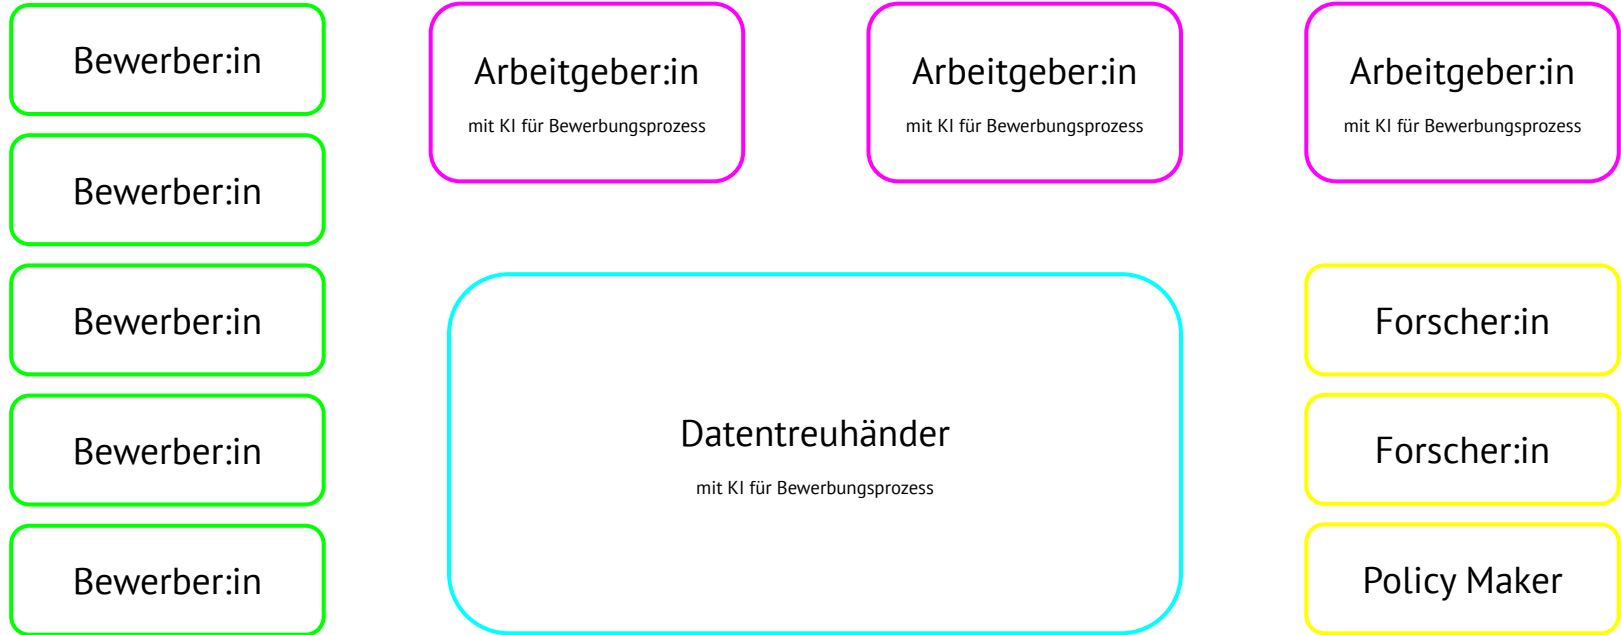 Bewerber:in
Bewerber:in
Bewerber:in
Bewerber:in
Bewerber:in
Arbeitgeber:in
mit KI für Bewerbungsprozess
Arbeitgeber:in
mit KI für Bewerbungsprozess
Arbeitgeber:in
mit KI für Bewerbungsprozess
Datentreuhänder
mit KI für Bewerbungsprozess
Forscher:in
Forscher:in
Policy Maker